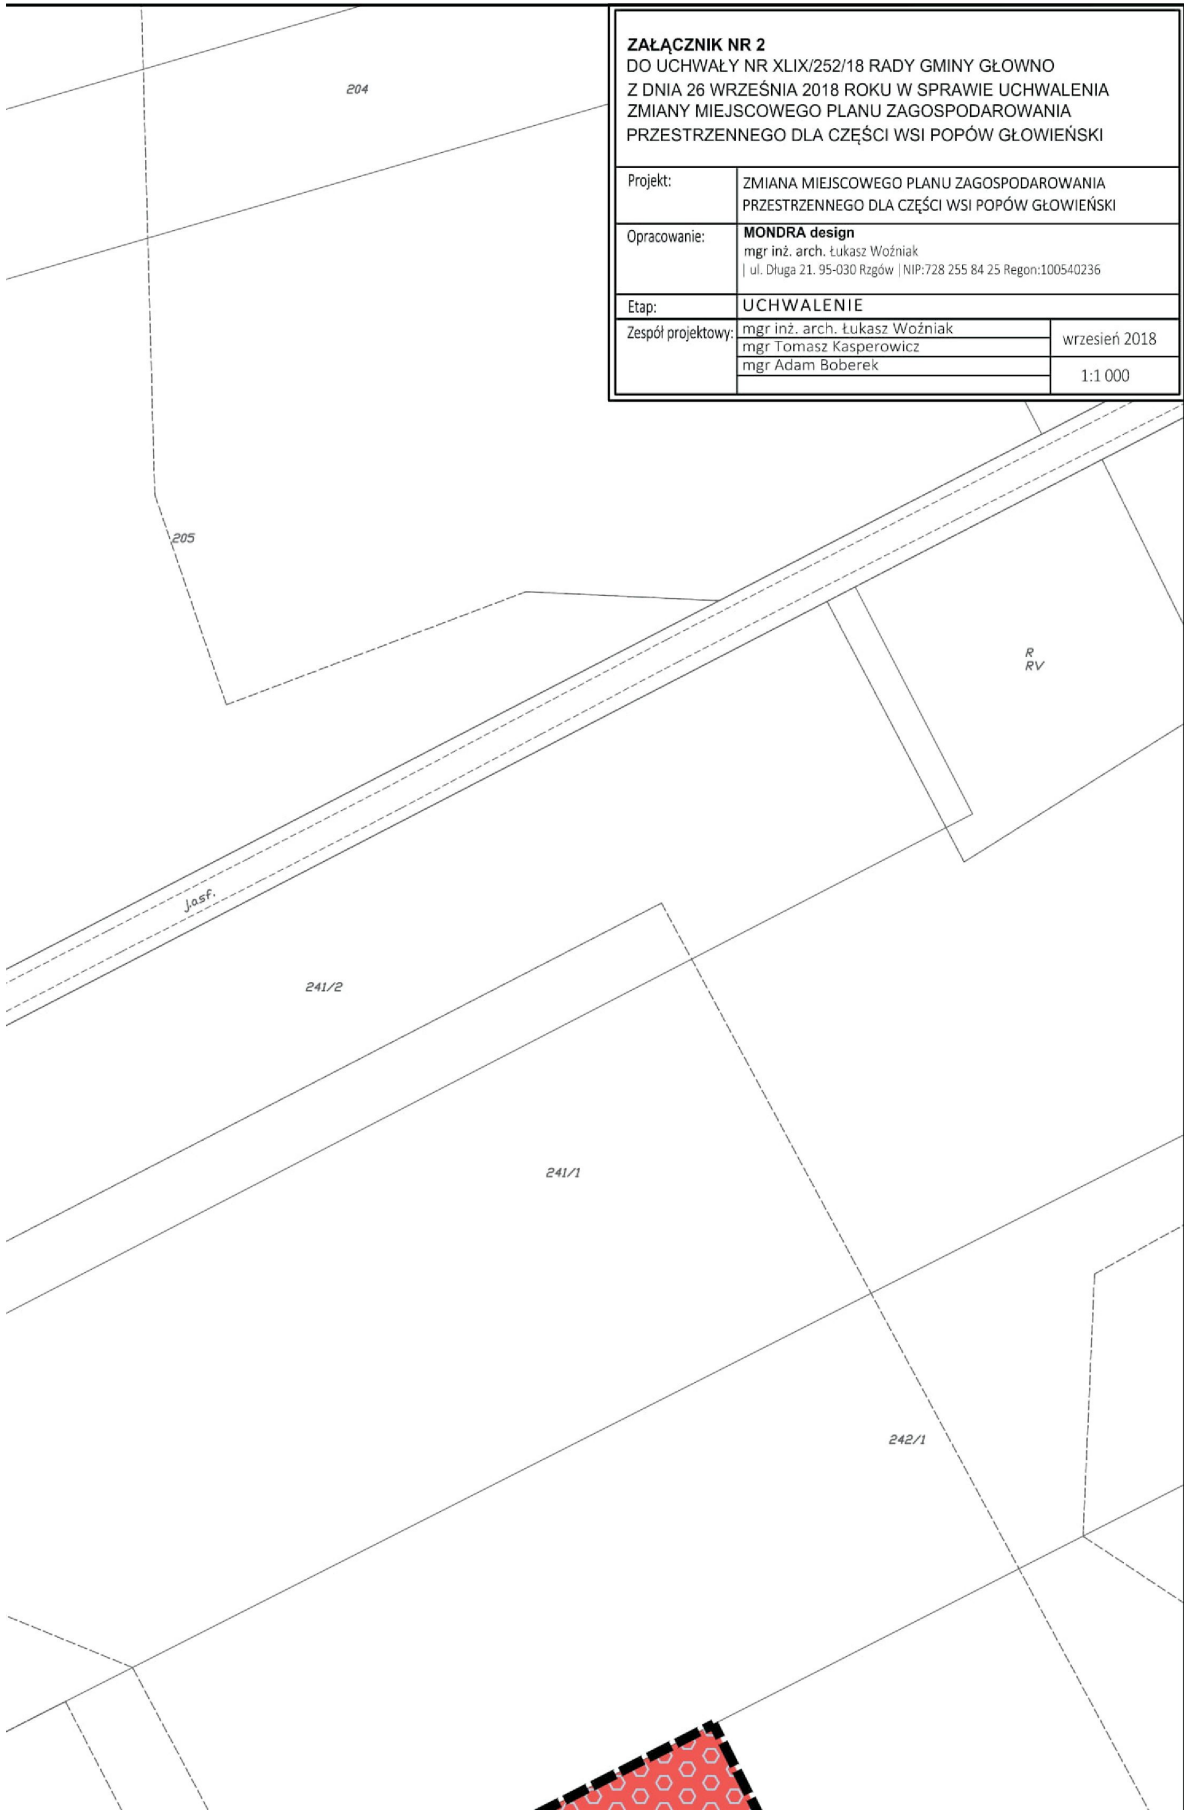 ZAŁĄCZNIK NR 2
DO UCHWAŁY NR XLIX/252/18 RADY GMINY GŁOWNO
Z DNIA 26 WRZEŚNIA 2018 ROKU W SPRAWIE UCHWALENIA
ZMIANY MIEJSCOWEGO PLANU ZAGOSPODAROWANIA
PRZESTRZENNEGO DLA CZĘŚCI WSI POPÓW GŁOWIEŃSKI
Projekt:
ZMIANA MIEJSCOWEGO PLANU ZAGOSPODAROWANIA
PRZESTRZENNEGO DLA CZĘŚCI WSI POPÓW GŁOWIEŃSKI
Opracowanie:
MONDRA design
mgr inż. arch. Łukasz Woźniak
| ul. Długa 21. 95-030 Rzgów | NIP:728 255 84 25 Regon:100540236
Etap:
UCHWALENIE
Zespół projektowy:
mgr inż. arch. Łukasz Woźniak
mgr Tomasz Kasperowicz
mgr Adam Boberek
wrzesień 2018
1:1 000
204
205
R
RV
j.asf.
241/2
241/1
242/1